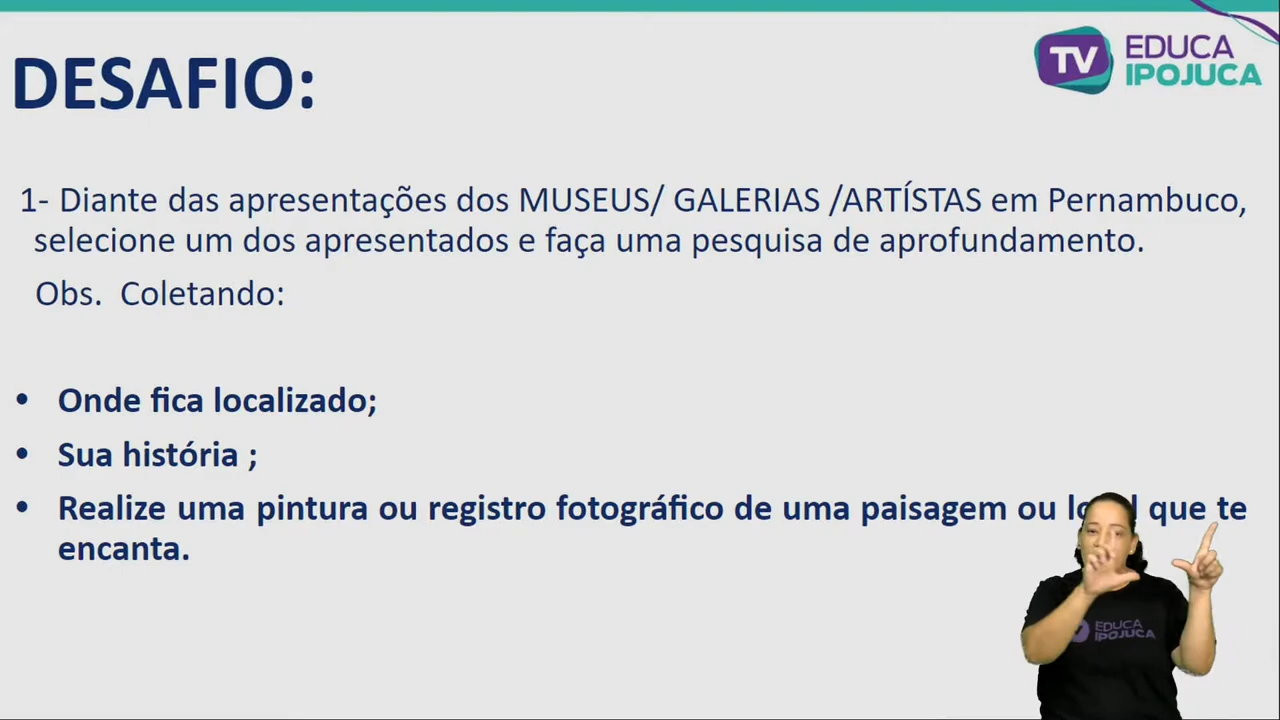 DESAFIO:
TV EDUCA
IPOJUCA
1- Diante das apresentações dos MUSEUS/ GALERIAS /ARTÍSTAS em Pernambuco,
selecione um dos apresentados e faça uma pesquisa de aprofundamento.
Obs. Coletando:
• Onde fica localizado;
• Sua história ;
• Realize uma pintura ou registro fotográfico de uma paisagem ou que te
encanta.
EDUCA
IPOJUCA